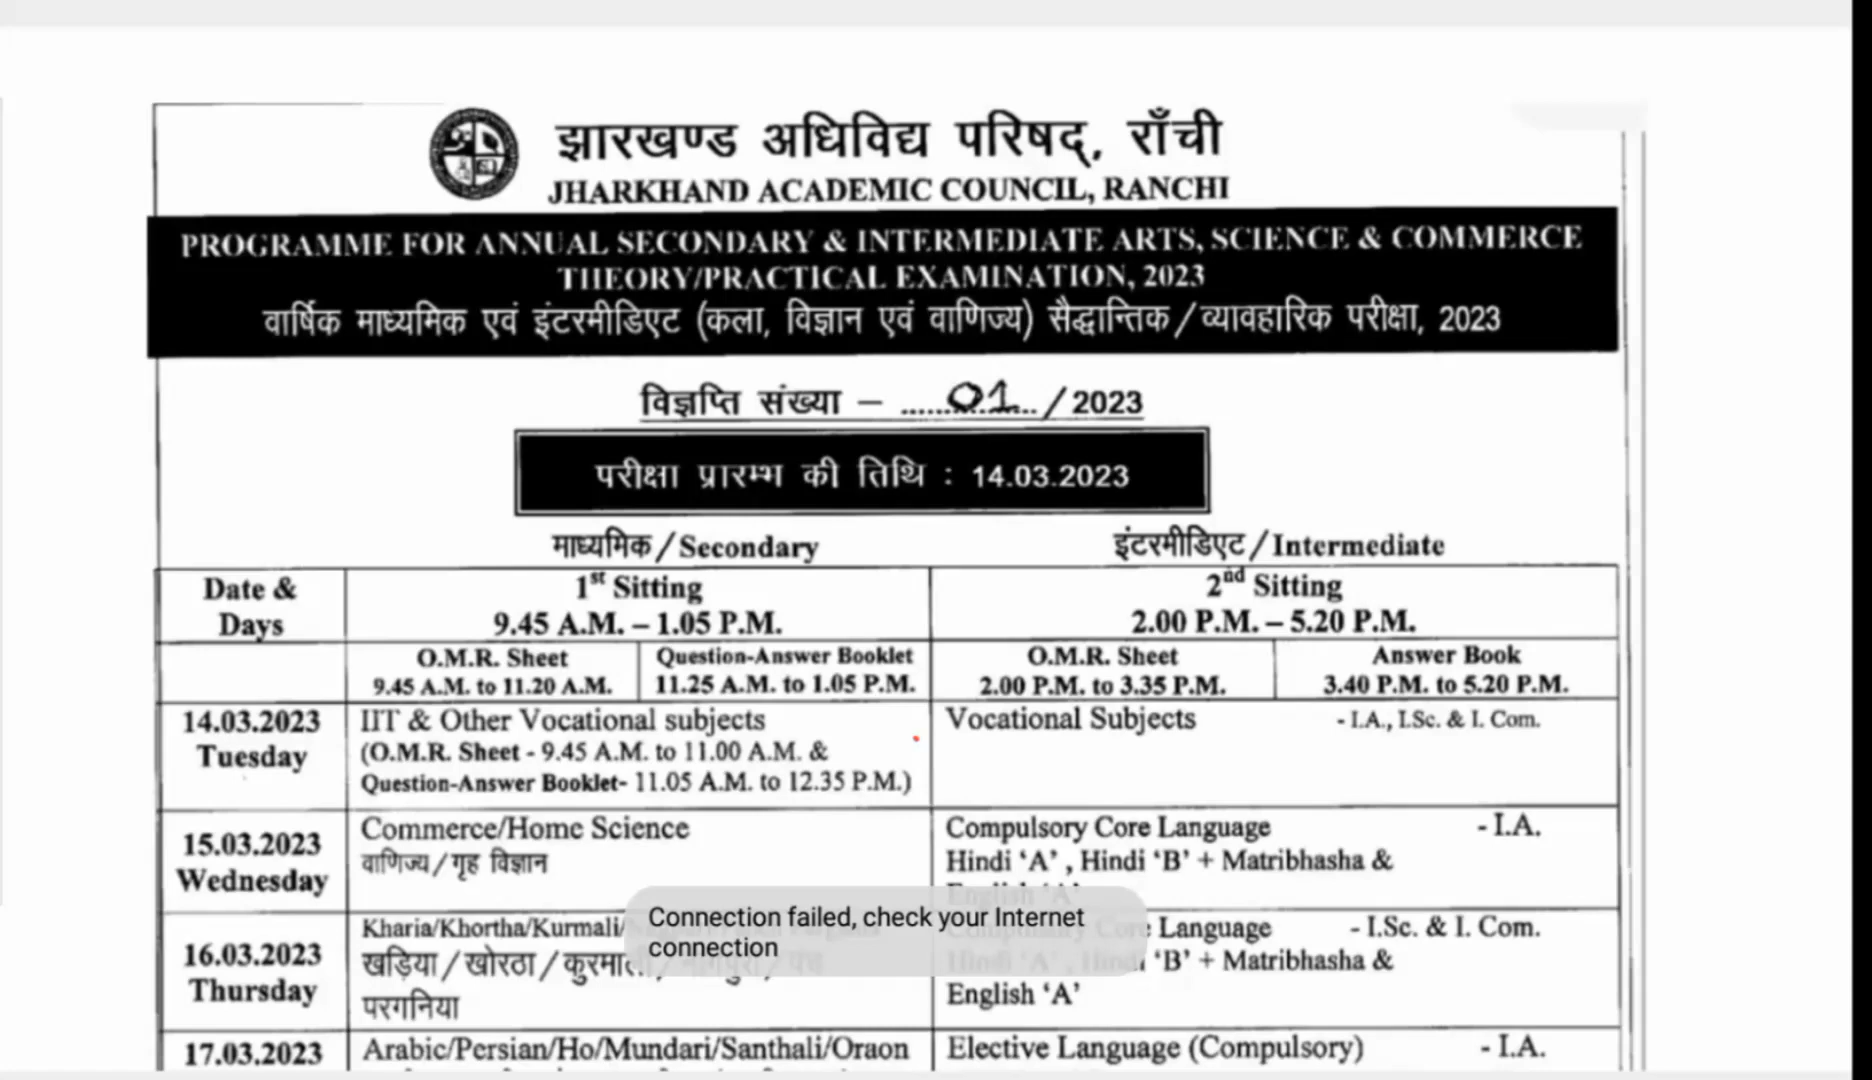 झारखण्ड अधिविद्य परिषद्, राँची
JHARKHAND ACADEMIC COUNCIL, RANCHI
PROGRAMME FOR ANNUAL SECONDARY & INTERMEDIATE ARTS, SCIENCE & COMMERCE
THEORY/PRACTICAL EXAMINATION, 2023
वार्षिक माध्यमिक एवं इंटरमीडिएट (कला, विज्ञान एवं वाणिज्य) सैद्धान्तिक / व्यावहारिक परीक्षा, 2023
विज्ञप्ति संख्या – ......01..../2023
परीक्षा प्रारम्भ की तिथि : 14.03.2023
माध्यमिक / Secondary
इंटरमीडिएट / Intermediate
Date & Days
1st Sitting
9.45 A.M. – 1.05 P.M.
2nd Sitting
2.00 P.M. – 5.20 P.M.
O.M.R. Sheet
9.45 A.M. to 11.20 A.M.
Question-Answer Booklet
11.25 A.M. to 1.05 P.M.
O.M.R. Sheet
2.00 P.M. to 3.35 P.M.
Answer Book
3.40 P.M. to 5.20 P.M.
14.03.2023
Tuesday
IIT & Other Vocational subjects
(O.M.R. Sheet - 9.45 A.M. to 11.00 A.M. &
Question-Answer Booklet- 11.05 A.M. to 12.35 P.M.)
Vocational Subjects - I.A., I.Sc. & I. Com.
15.03.2023
Wednesday
Commerce/Home Science
वाणिज्य / गृह विज्ञान
Compulsory Core Language - I.A.
Hindi ‘A’ , Hindi ‘B’ + Matribhasha &
English ‘A’
16.03.2023
Thursday
Kharia/Khortha/Kurmali/
खड़िया / खोरठा / कुरमाली /
परगनिया
Language - I.Sc. & I. Com.
‘B’ + Matribhasha &
English ‘A’
Connection failed, check your Internet
connection
17.03.2023
Arabic/Persian/Ho/Mundari/Santhali/Oraon
Elective Language (Compulsory) - I.A.